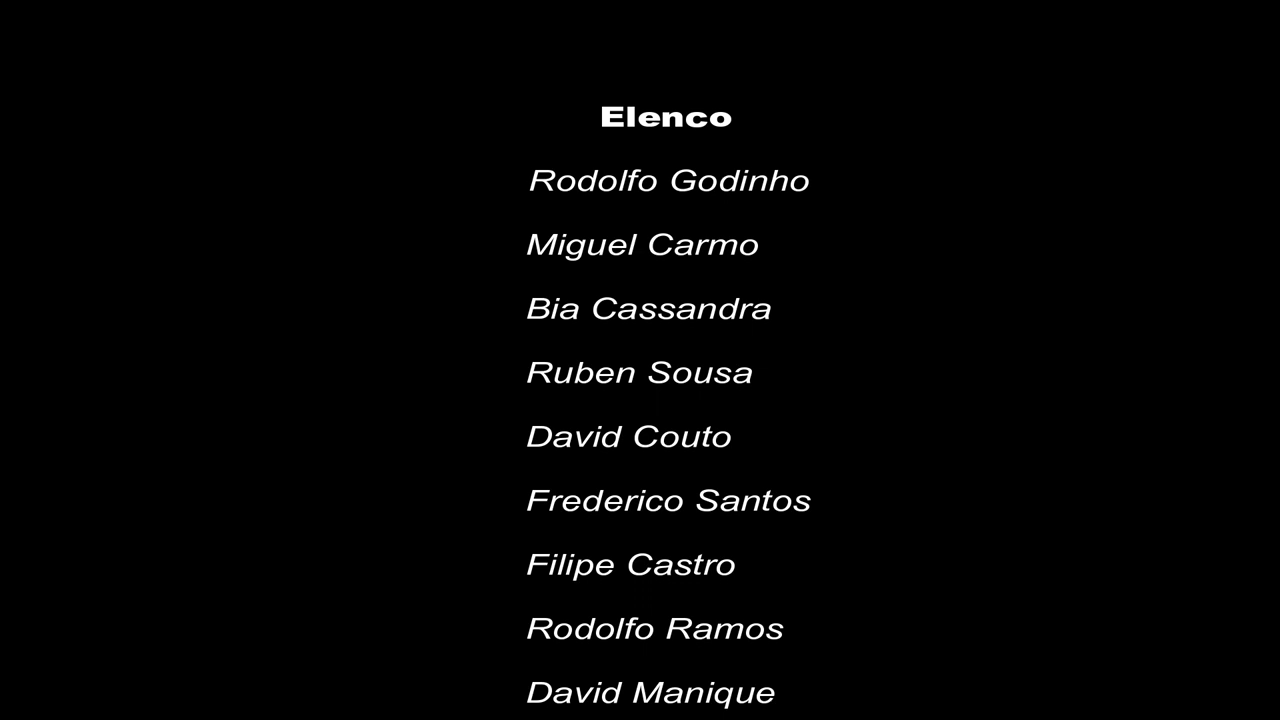 Elenco
Rodolfo Godinho
Miguel Carmo
Bia Cassandra
Ruben Sousa
David Couto
Frederico Santos
Filipe Castro
Rodolfo Ramos
David Manique